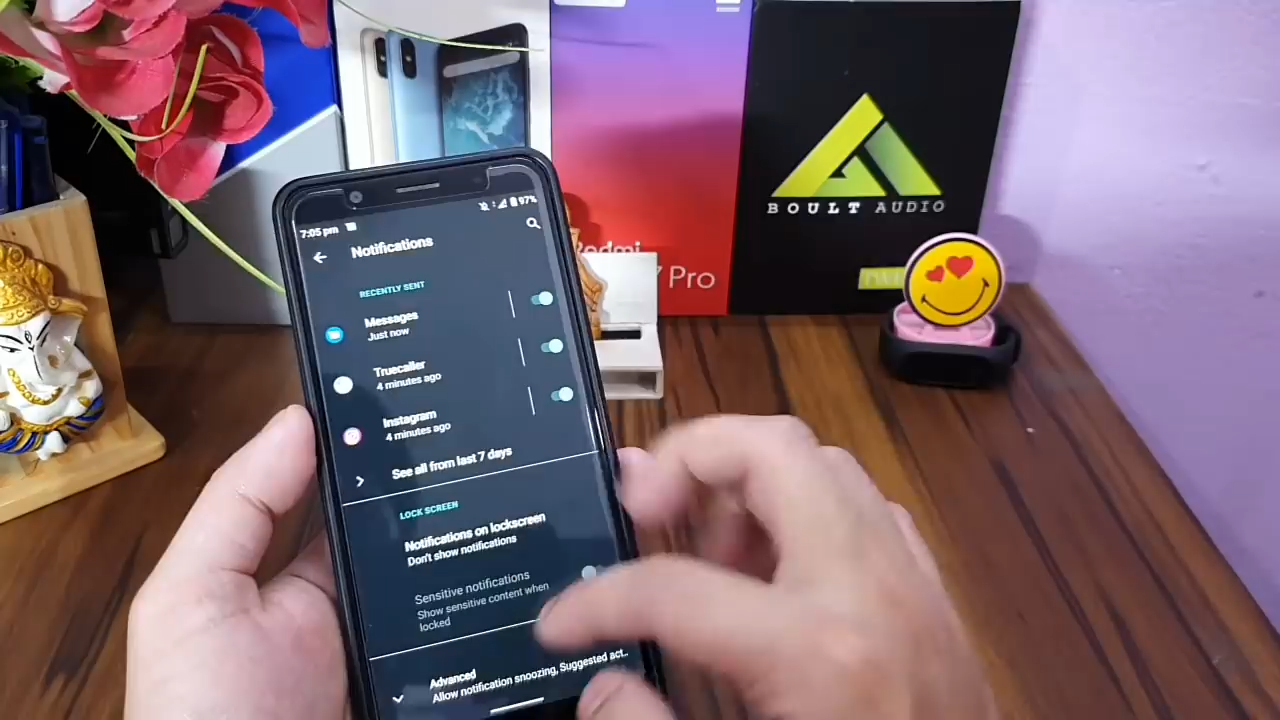 BOULT AUDIO
Redmi
7 Pro
7:05 pm
97%
Notifications
RECENTLY SENT
Messages
Just now
Truecaller
4 minutes ago
Instagram
4 minutes ago
See all from last 7 days
LOCK SCREEN
Notifications on lockscreen
Don't show notifications
Sensitive notifications
Show sensitive content when
locked
Advanced
Allow notification snoozing, Suggested act..